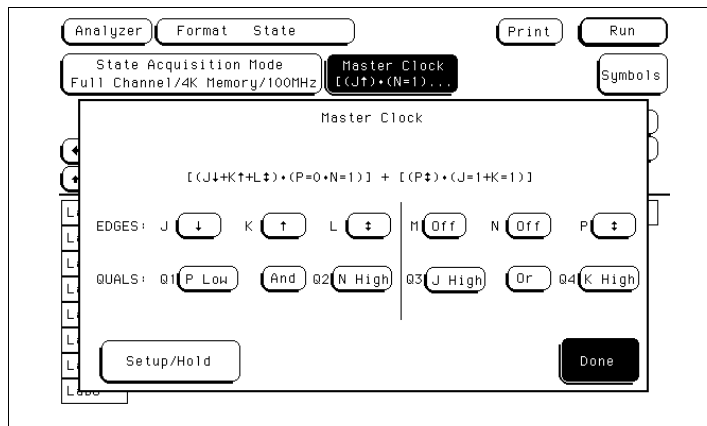 Analyzer Format State Print Run
State Acquisition Mode
Full Channel/4K Memory/100MHz
Master Clock
[(J↑)•(N=1)...
Symbols
Master Clock
[(J↓+K↑+L↕)•(P=0•N=1)] + [(P↕)•(J=1+K=1)]
EDGES: J ↓ K ↑ L ↕ M Off N Off P ↕
QUALS: Q1 P Low And Q2 N High Q3 J High Or Q4 K High
Setup/Hold Done